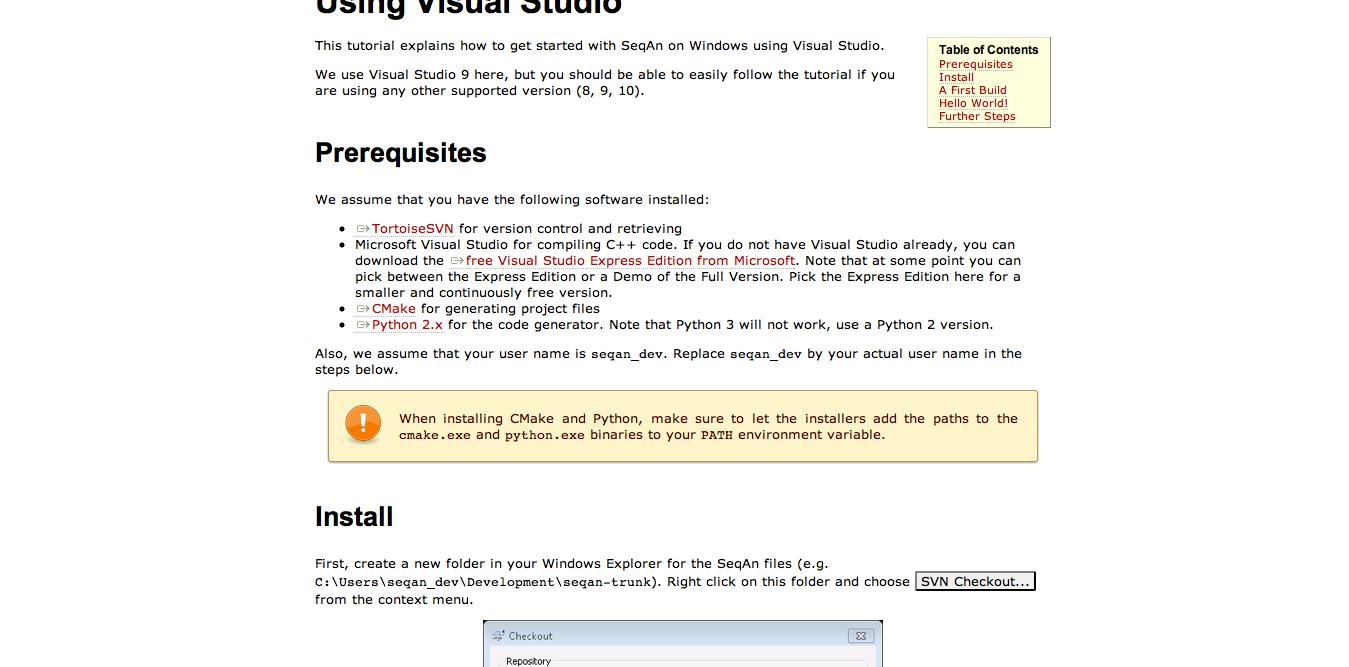 Using Visual Studio
This tutorial explains how to get started with SeqAn on Windows using Visual Studio.
We use Visual Studio 9 here, but you should be able to easily follow the tutorial if you
are using any other supported version (8, 9, 10).
Table of Contents
Prerequisites
Install
A First Build
Hello World!
Further Steps
Prerequisites
We assume that you have the following software installed:
• TortoiseSVN for version control and retrieving
• Microsoft Visual Studio for compiling C++ code. If you do not have Visual Studio already, you can
download the free Visual Studio Express Edition from Microsoft. Note that at some point you can
pick between the Express Edition or a Demo of the Full Version. Pick the Express Edition here for a
smaller and continuously free version.
• CMake for generating project files
• Python 2.x for the code generator. Note that Python 3 will not work, use a Python 2 version.
Also, we assume that your user name is seqan_dev. Replace seqan_dev by your actual user name in the
steps below.
When installing CMake and Python, make sure to let the installers add the paths to the
cmake.exe and python.exe binaries to your PATH environment variable.
Install
First, create a new folder in your Windows Explorer for the SeqAn files (e.g.
C:\Users\seqan_dev\Development\seqan-trunk). Right click on this folder and choose SVN Checkout...
from the context menu.
Checkout
Repository